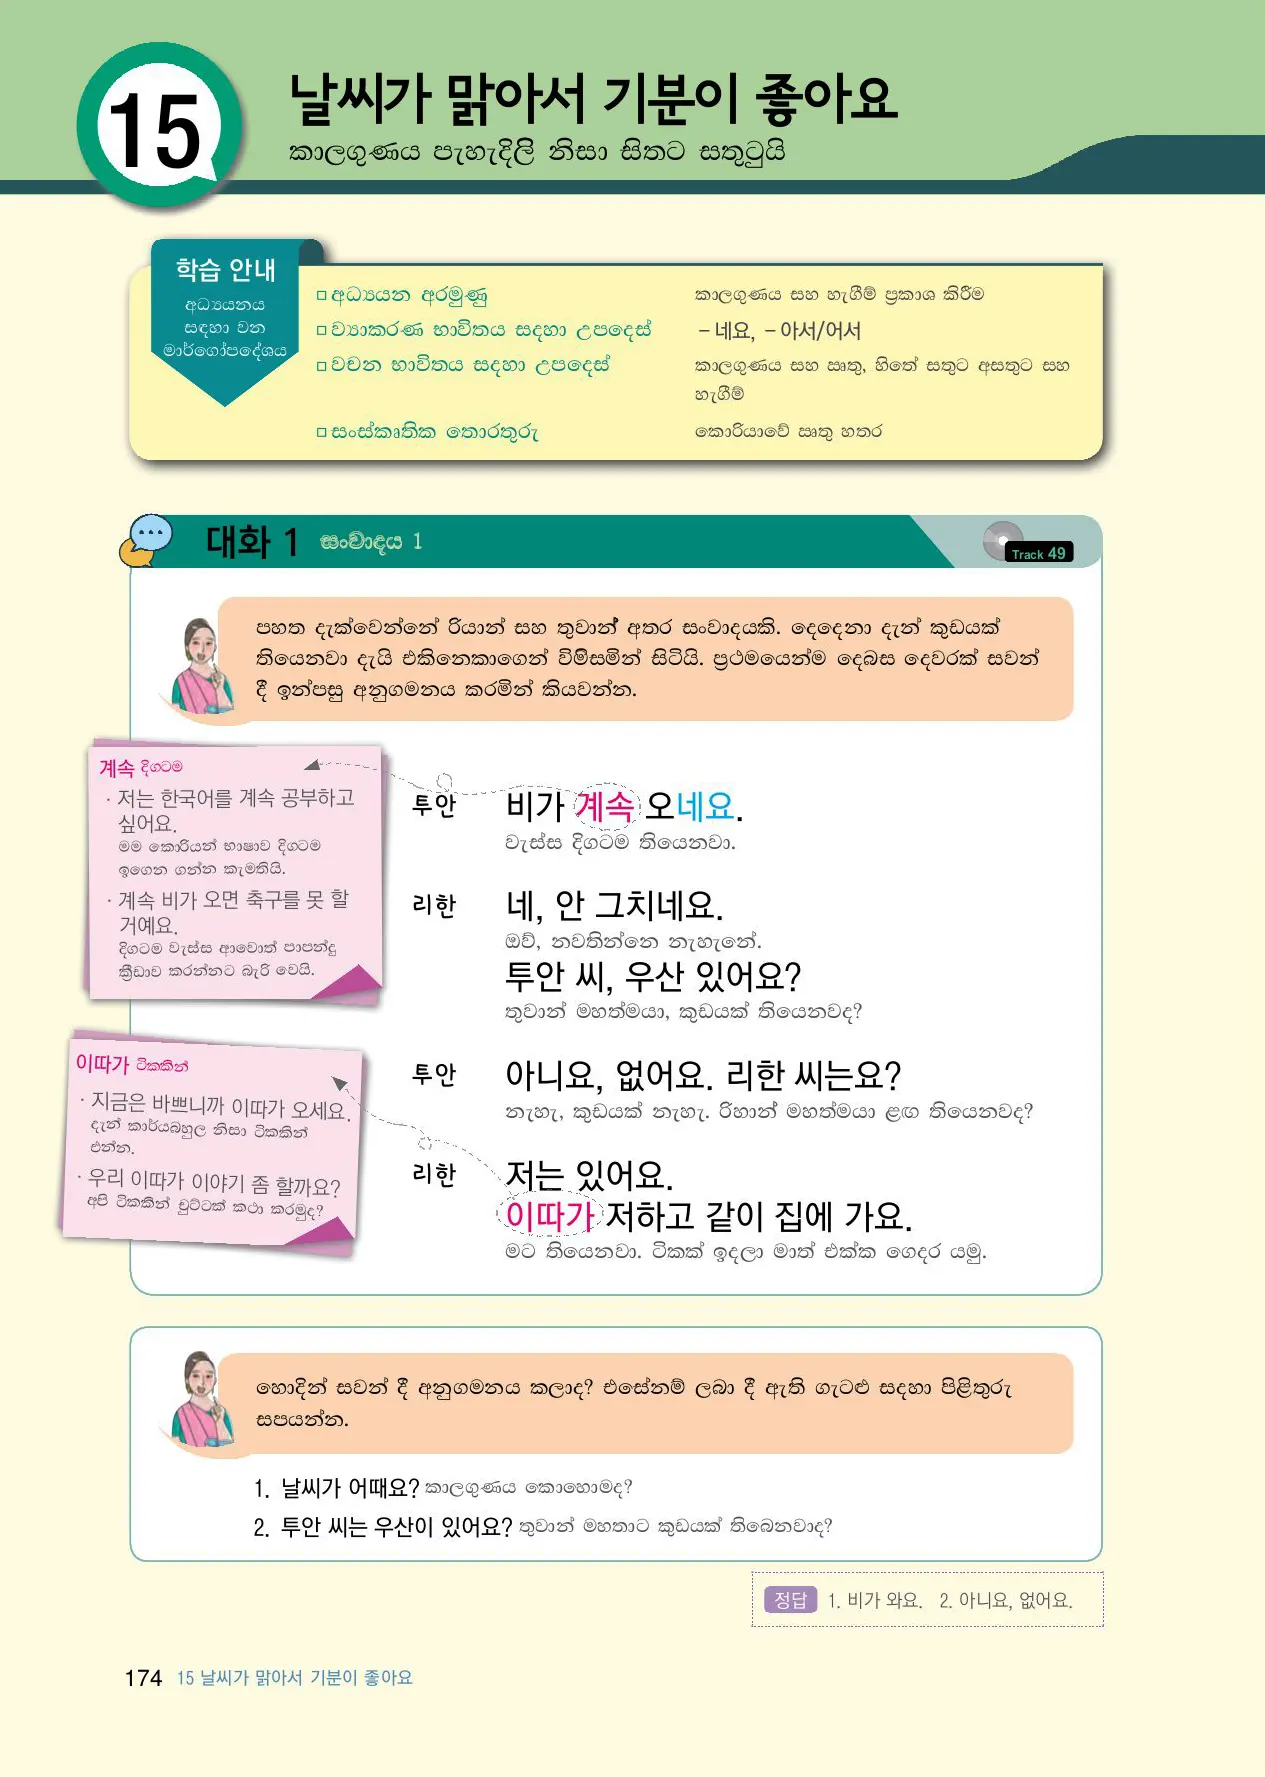 15
날씨가 맑아서 기분이 좋아요
කාලගුණය පැහැදිලි නිසා සිතට සතුටුයි
학습 안내
අධ්‍යයනය
සඳහා වන
මාර්ගෝපදේශය
□ අධ්‍යයන අරමුණු
කාලගුණය සහ හැගීම් ප්‍රකාශ කිරීම
□ ව්‍යාකරණ භාවිතය සදහා උපදෙස්
–네요, –아서/어서
□ වචන භාවිතය සදහා උපදෙස්
කාලගුණය සහ ඍතු, හිතේ සතුට අසතුට සහ
හැගීම්
□ සංස්කෘතික තොරතුරු
කොරියාවේ ඍතු හතර
대화 1 සංවාදය 1
Track 49
පහත දැක්වෙන්නේ රියාන් සහ තුවාන් අතර සංවාදයකි. දෙදෙනා දැන් කුඩයක්
තියෙනවා දැයි එකිනෙකාගෙන් විමිසමින් සිටියි. ප්‍රථමයෙන්ම දෙබස දෙවරක් සවන්
දී ඉන්පසු අනුගමනය කරමින් කියවන්න.
계속 දිගටම
· 저는 한국어를 계속 공부하고
싶어요.
මම කොරියන් භාෂාව දිගටම
ඉගෙන ගන්න කැමතියි.
· 계속 비가 오면 축구를 못 할
거예요.
දිගටම වැස්ස ආවොත් පාපන්දු
ක්‍රීඩාව කරන්නට බැරි වෙයි.
이따가 ටිකකින්
· 지금은 바쁘니까 이따가 오세요.
දැන් කාර්යබහුල නිසා ටිකකින්
එන්න.
· 우리 이따가 이야기 좀 할까요?
අපි ටිකකින් චුට්ටක් කථා කරමුද?
투안 비가 계속 오네요.
වැස්ස දිගටම තියෙනවා.
리한 네, 안 그치네요.
ඔව්, නවතින්නෙ නැහැනේ.
투안 씨, 우산 있어요?
තුවාන් මහත්මයා, කුඩයක් තියෙනවද?
투안 아니요, 없어요. 리한 씨는요?
නැහැ, කුඩයක් නැහැ. රිහාන් මහත්මයා ළඟ තියෙනවද?
리한 저는 있어요.
이따가 저하고 같이 집에 가요.
මට තියෙනවා. ටිකක් ඉදලා මාත් එක්ක ගෙදර යමු.
හොදින් සවන් දී අනුගමනය කලාද? එසේනම් ලබා දී ඇති ගැටළු සදහා පිළිතුරු
සපයන්න.
1. 날씨가 어때요? කාලගුණය කොහොමද?
2. 투안 씨는 우산이 있어요? තුවාන් මහතාට කුඩයක් තිබෙනවාද?
정답 1. 비가 와요. 2. 아니요, 없어요.
174 15 날씨가 맑아서 기분이 좋아요